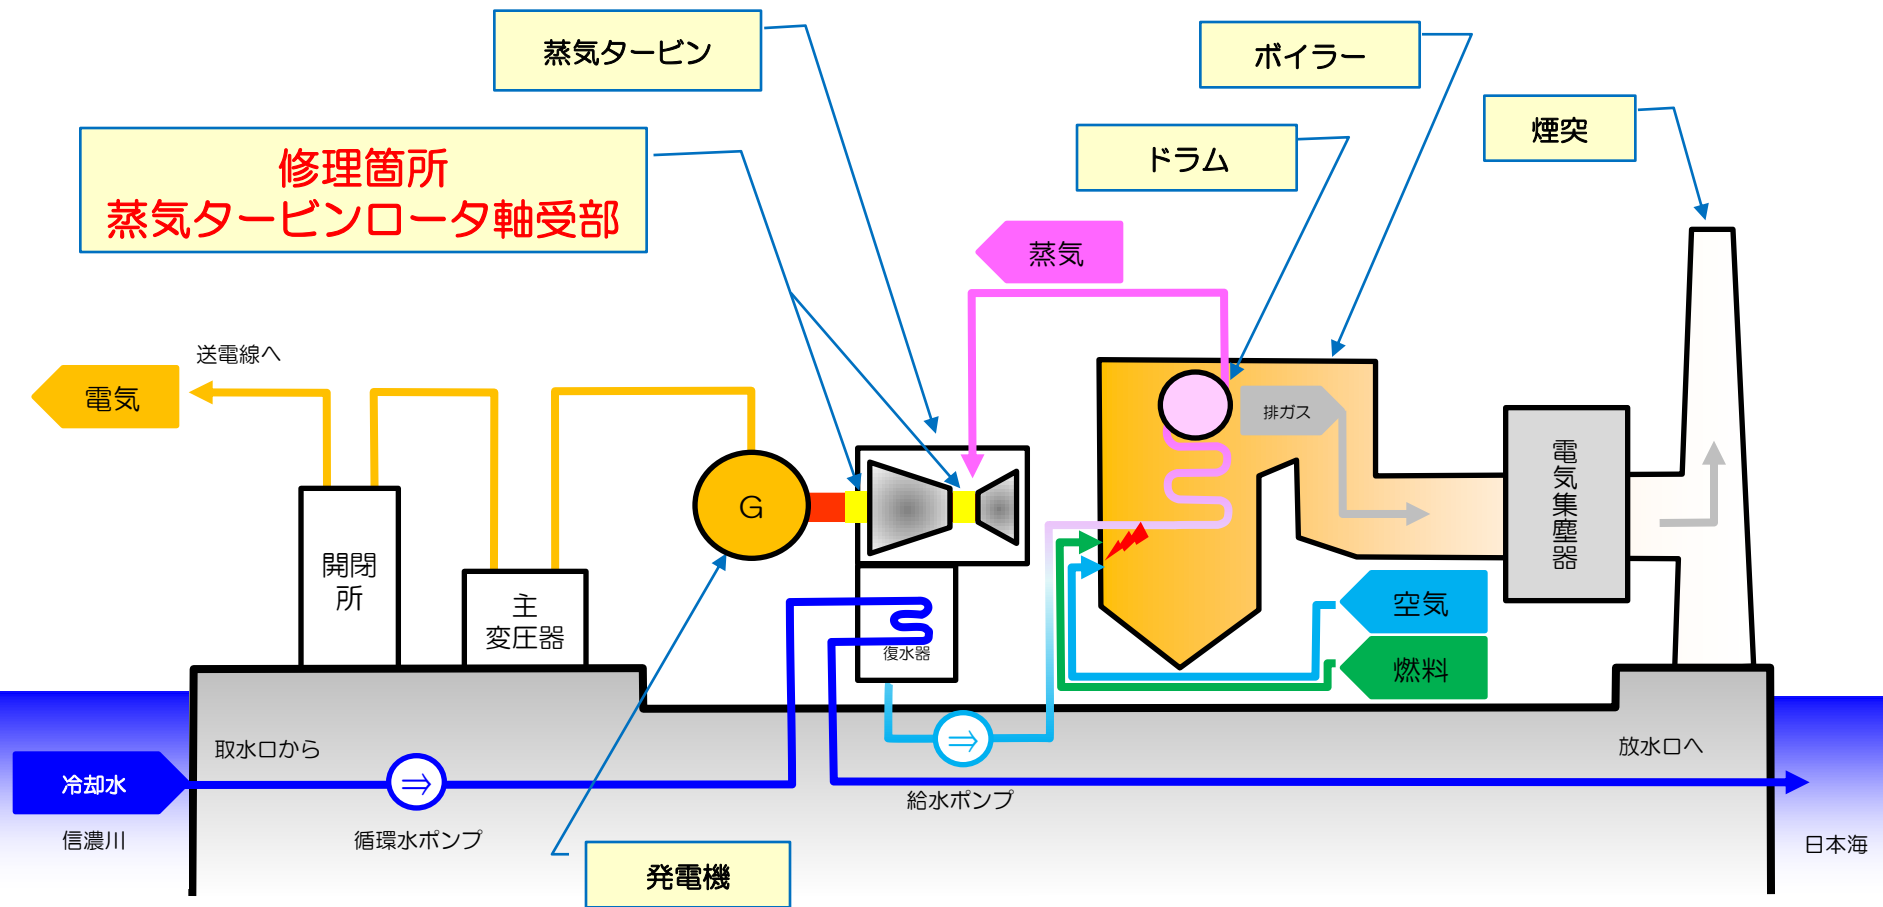 蒸気タービン
ボイラー
煙突
ドラム
修理箇所
蒸気タービンロータ軸受部
蒸気
送電線へ
電気
排ガス
G
電気集塵器
開閉
所
主
変圧器
復水器
空気
燃料
取水口から
放水口へ
⇒
⇒
冷却水
給水ポンプ
信濃川
循環水ポンプ
日本海
発電機